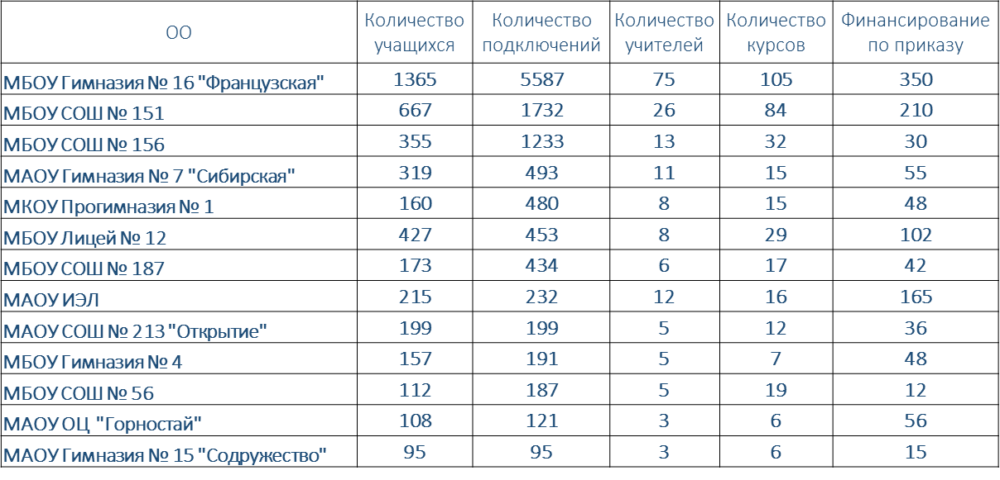 ОО Количество учащихся Количество подключений Количество учителей Количество курсов Финансирование по приказу
МБОУ Гимназия № 16 "Французская" 1365 5587 75 105 350
МБОУ СОШ № 151 667 1732 26 84 210
МБОУ СОШ № 156 355 1233 13 32 30
МАОУ Гимназия № 7 "Сибирская" 319 493 11 15 55
МКОУ Прогимназия № 1 160 480 8 15 48
МБОУ Лицей № 12 427 453 8 29 102
МБОУ СОШ № 187 173 434 6 17 42
МАОУ ИЭЛ 215 232 12 16 165
МАОУ СОШ № 213 "Открытие" 199 199 5 12 36
МБОУ Гимназия № 4 157 191 5 7 48
МБОУ СОШ № 56 112 187 5 19 12
МАОУ ОЦ "Горностай" 108 121 3 6 56
МАОУ Гимназия № 15 "Содружество" 95 95 3 6 15